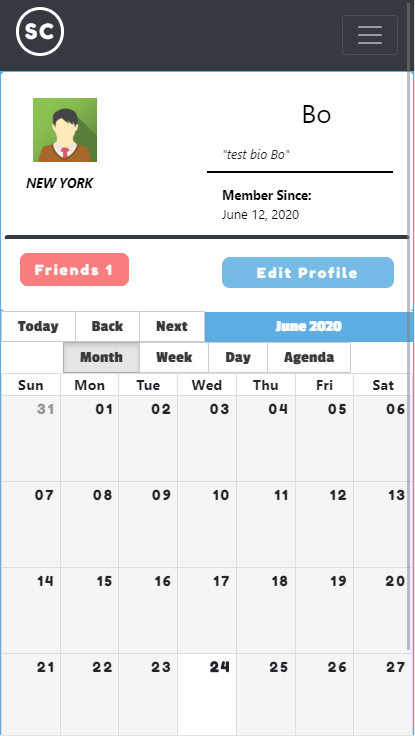 SC
Bo
"test bio Bo"
NEW YORK
Member Since:
June 12, 2020
Friends 1
Edit Profile
Today Back Next June 2020
Month Week Day Agenda
Sun Mon Tue Wed Thu Fri Sat
31 01 02 03 04 05 06
07 08 09 10 11 12 13
14 15 16 17 18 19 20
21 22 23 24 25 26 27